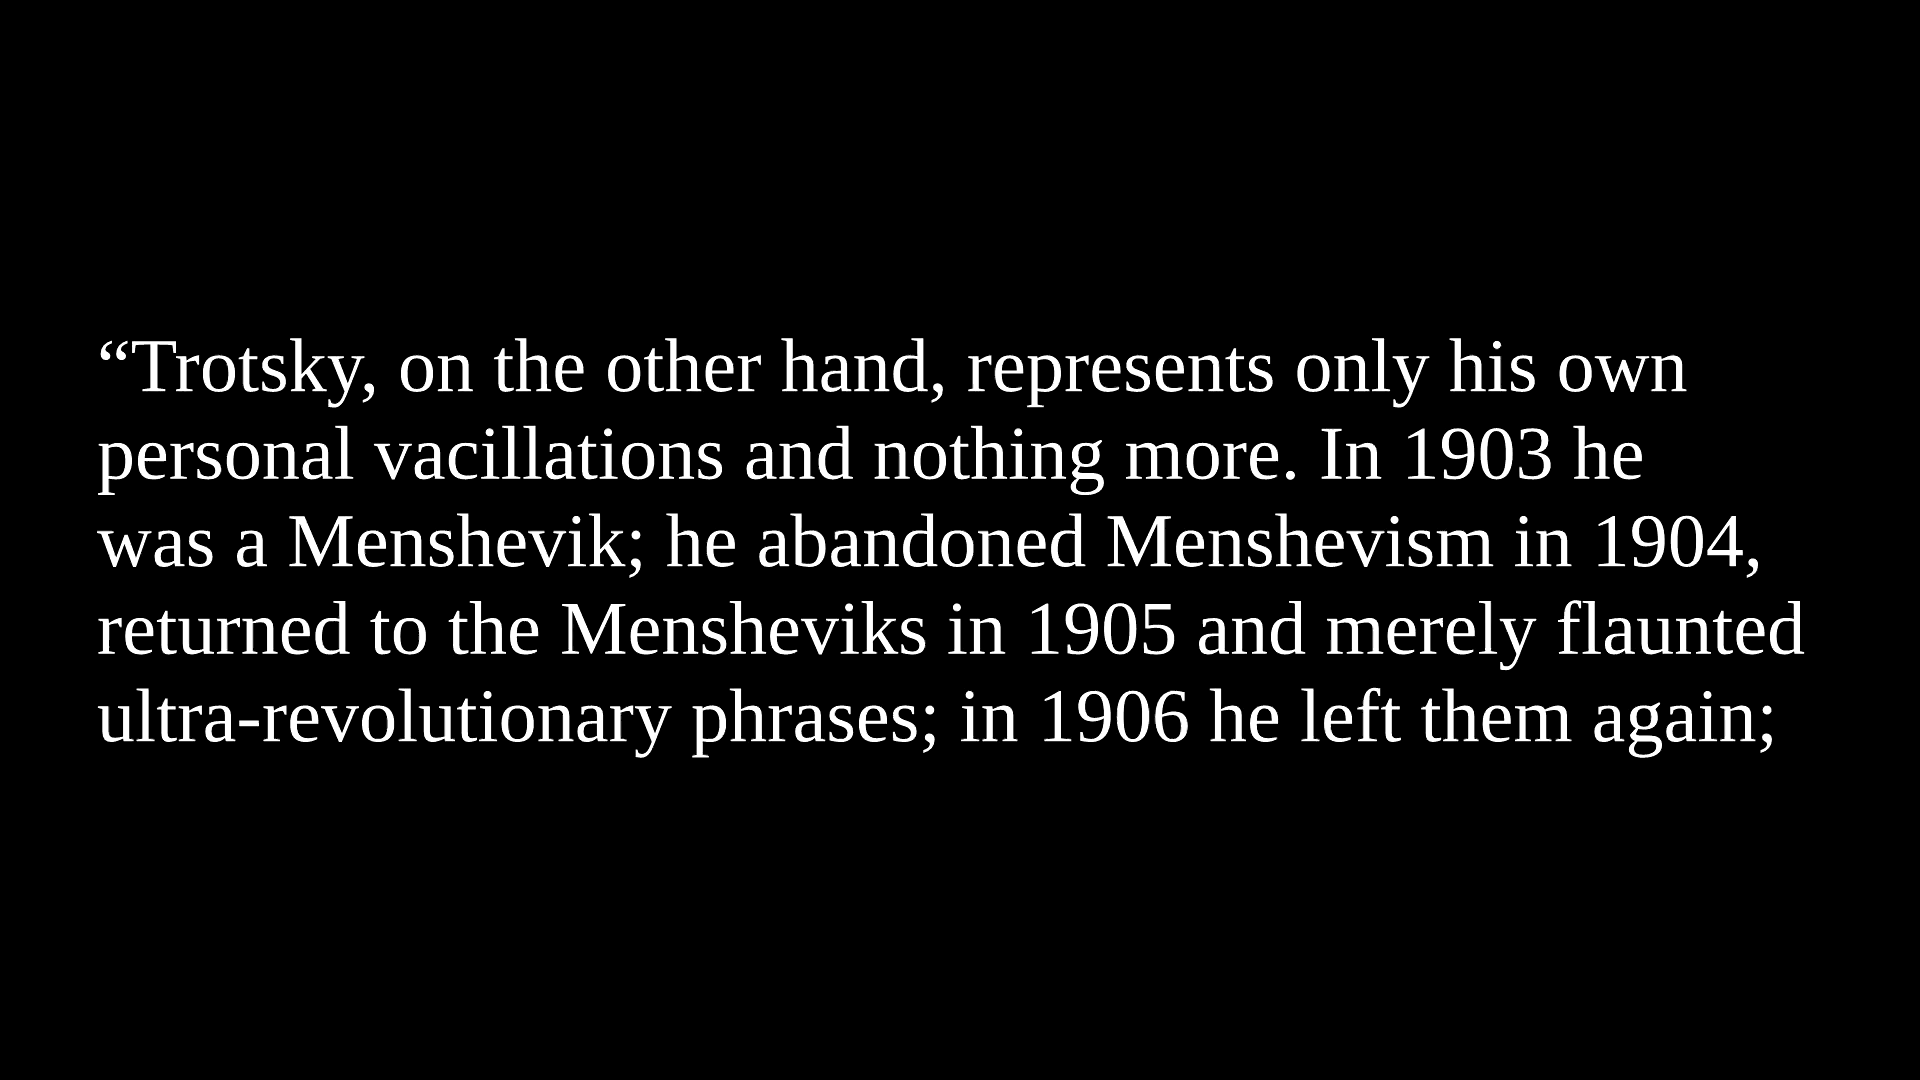 “Trotsky, on the other hand, represents only his own
personal vacillations and nothing more. In 1903 he
was a Menshevik; he abandoned Menshevism in 1904,
returned to the Mensheviks in 1905 and merely flaunted
ultra-revolutionary phrases; in 1906 he left them again;